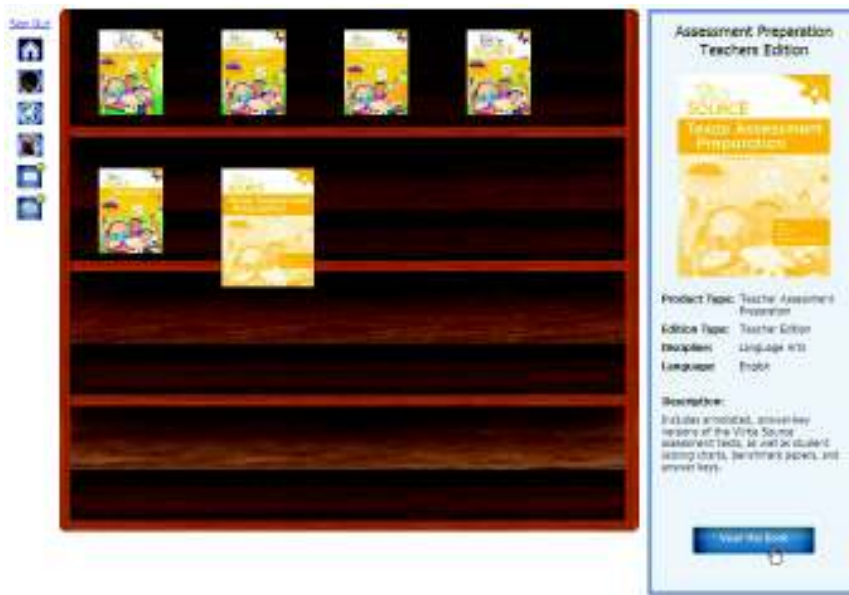 Sign Out
Assessment Preparation
Teachers Edition
SOURCE
Texas Assessment
Preparation
Product Type: Teacher Assessment
Preparation
Edition Type: Teacher Edition
Discipline: Language Arts
Language: English
Description:
Includes annotated, answer-key
versions of the Virtual Source
assessment tests, as well as student
scoring charts, benchmark papers, and
answer keys.
View the Book